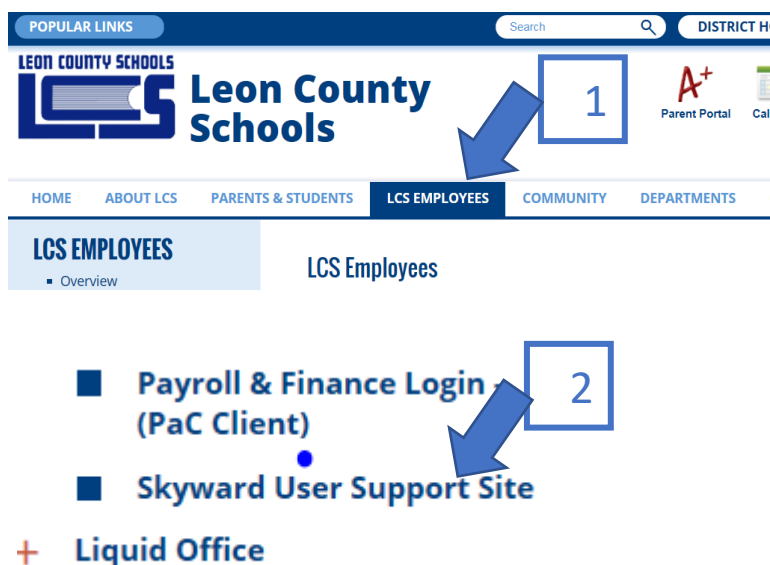 POPULAR LINKS
Search
DISTRICT
LEON COUNTY SCHOOLS
LCS
Leon County
Schools
1
A+
Parent Portal
HOME
ABOUT LCS
PARENTS & STUDENTS
LCS EMPLOYEES
COMMUNITY
DEPARTMENTS
LCS EMPLOYEES
Overview
LCS Employees
Payroll & Finance Login -
(PaC Client)
2
Skyward User Support Site
+ Liquid Office